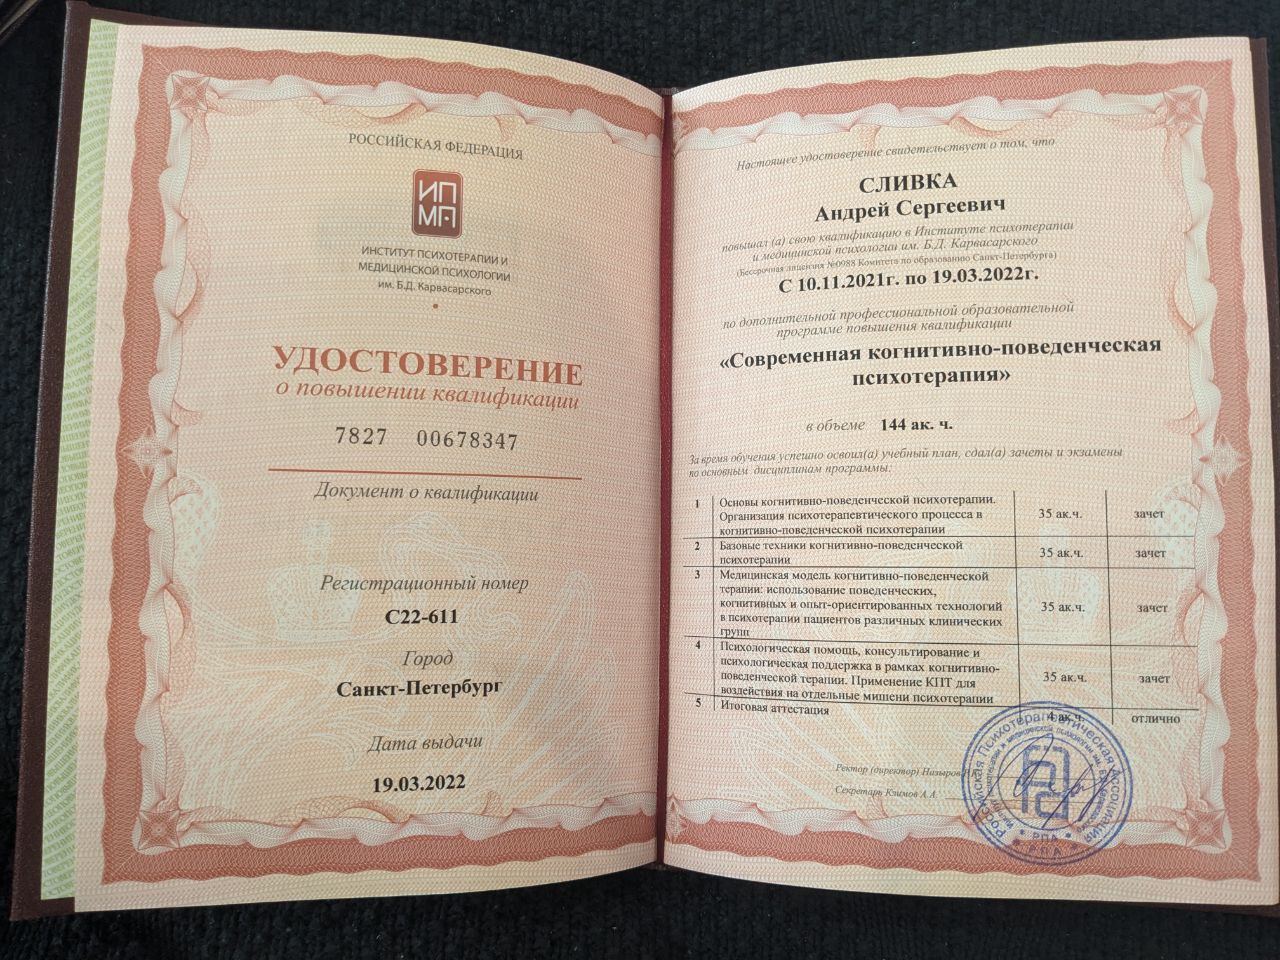 РОССИЙСКАЯ ФЕДЕРАЦИЯ
ИП
МП
ИНСТИТУТ ПСИХОТЕРАПИИ И
МЕДИЦИНСКОЙ ПСИХОЛОГИИ
им. Б.Д. Карвасарского
УДОСТОВЕРЕНИЕ
о повышении квалификации
7827 00678347
Документ о квалификации
Регистрационный номер
С22-611
Город
Санкт-Петербург
Дата выдачи
19.03.2022
Настоящее удостоверение свидетельствует о том, что
СЛИВКА
Андрей Сергеевич
повышал (а) свою квалификацию в Институте психотерапии
и медицинской психологии им. Б.Д. Карвасарского
(Бессрочная лицензия №0988 Комитета по образованию Санкт-Петербурга)
С 10.11.2021г. по 19.03.2022г.
по дополнительной профессиональной образовательной
программе повышения квалификации
«Современная когнитивно-поведенческая
психотерапия»
в объеме 144 ак. ч.
За время обучения успешно освоил(а) учебный план, сдал(а) зачеты и экзамены
по основным дисциплинам программы:
1 Основы когнитивно-поведенческой психотерапии.
Организация психотерапевтического процесса в 35 ак.ч. зачет
когнитивно-поведенческой психотерапии
2 Базовые техники когнитивно-поведенческой 35 ак.ч. зачет
психотерапии
3 Медицинская модель когнитивно-поведенческой
терапии: использование поведенческих,
когнитивных и опыт-ориентированных технологий 35 ак.ч. зачет
в психотерапии пациентов различных клинических
групп
4 Психологическая помощь, консультирование и
психологическая поддержка в рамках когнитивно-
поведенческой терапии. Применение КПТ для 35 ак.ч. зачет
воздействия на отдельные мишени психотерапии
5 Итоговая аттестация 4 ак.ч. отлично
Ректор (директор) Назыров
Секретарь Климов А.А.
Российская Психотерапевтическая Ассоциация
РПА
РПА